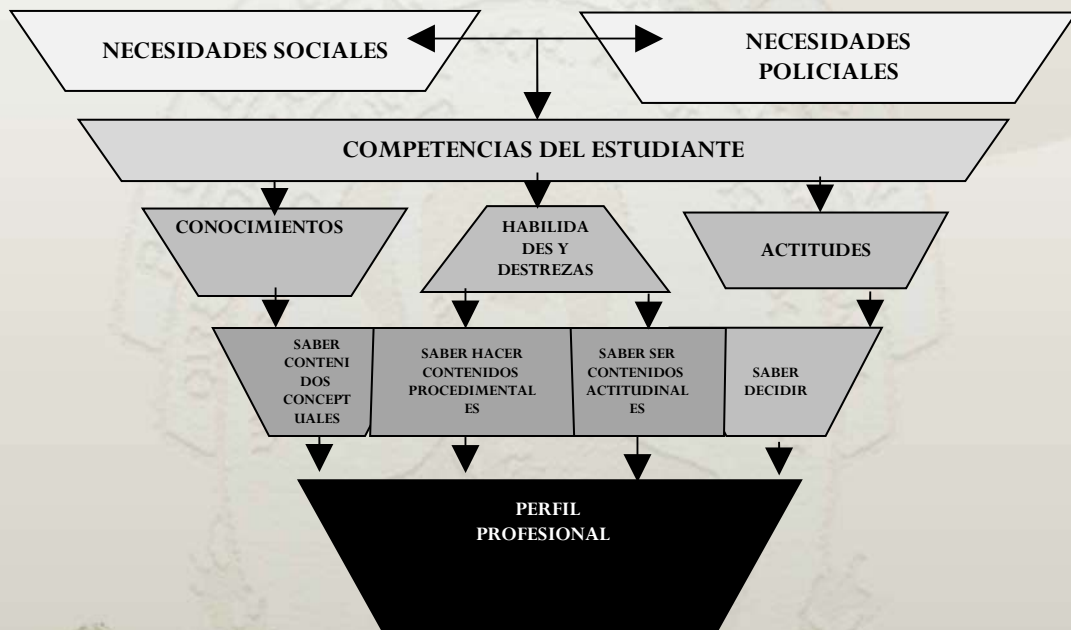 NECESIDADES SOCIALES
NECESIDADES
POLICIALES
COMPETENCIAS DEL ESTUDIANTE
CONOCIMIENTOS
HABILIDA
DES Y
DESTREZAS
ACTITUDES
SABER
CONTENI
DOS
CONCEPT
UALES
SABER HACER
CONTENIDOS
PROCEDIMENTAL
ES
SABER SER
CONTENIDOS
ACTITUDINAL
ES
SABER
DECIDIR
PERFIL
PROFESIONAL